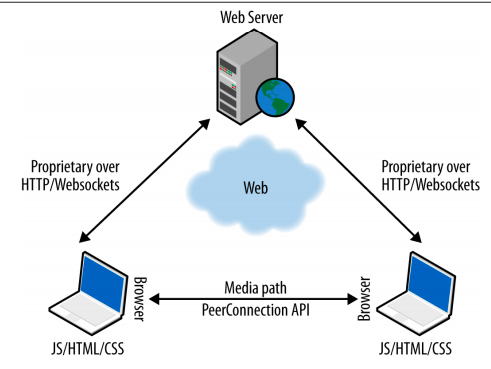 Web Server
Proprietary over
HTTP/Websockets
Proprietary over
HTTP/Websockets
Web
Browser
Media path
PeerConnection API
Browser
JS/HTML/CSS
JS/HTML/CSS